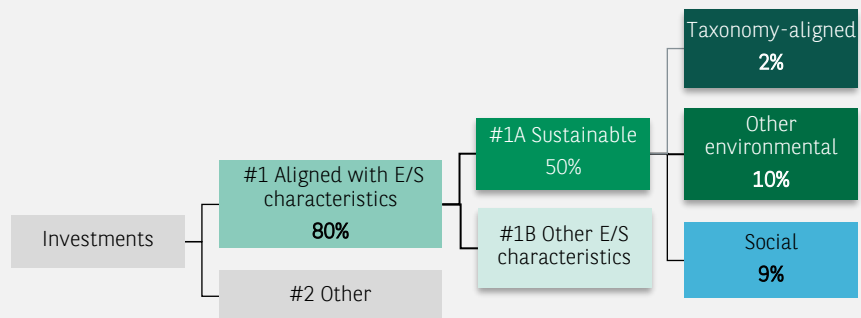 Investments
#1 Aligned with E/S
characteristics
80%
#2 Other
#1A Sustainable
50%
#1B Other E/S
characteristics
Taxonomy-aligned
2%
Other
environmental
10%
Social
9%